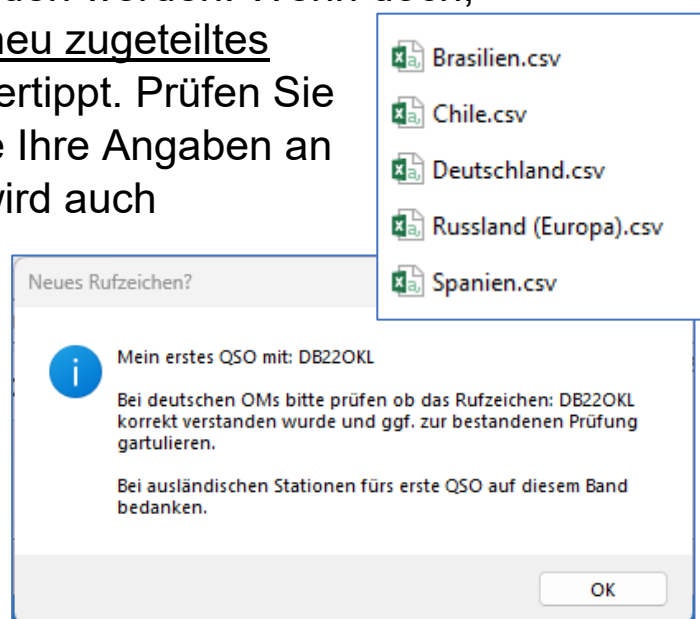 neu zugeteiltes
ertippt. Prüfen Sie
Ihre Angaben an
wird auch
Brasilien.csv
Chile.csv
Deutschland.csv
Russland (Europa).csv
Spanien.csv
Neues Rufzeichen?
Mein erstes QSO mit: DB22OKL
Bei deutschen OMs bitte prüfen ob das Rufzeichen: DB22OKL
korrekt verstanden wurde und ggf. zur bestandenen Prüfung
gartulieren.
Bei ausländischen Stationen fürs erste QSO auf diesem Band
bedanken.
OK